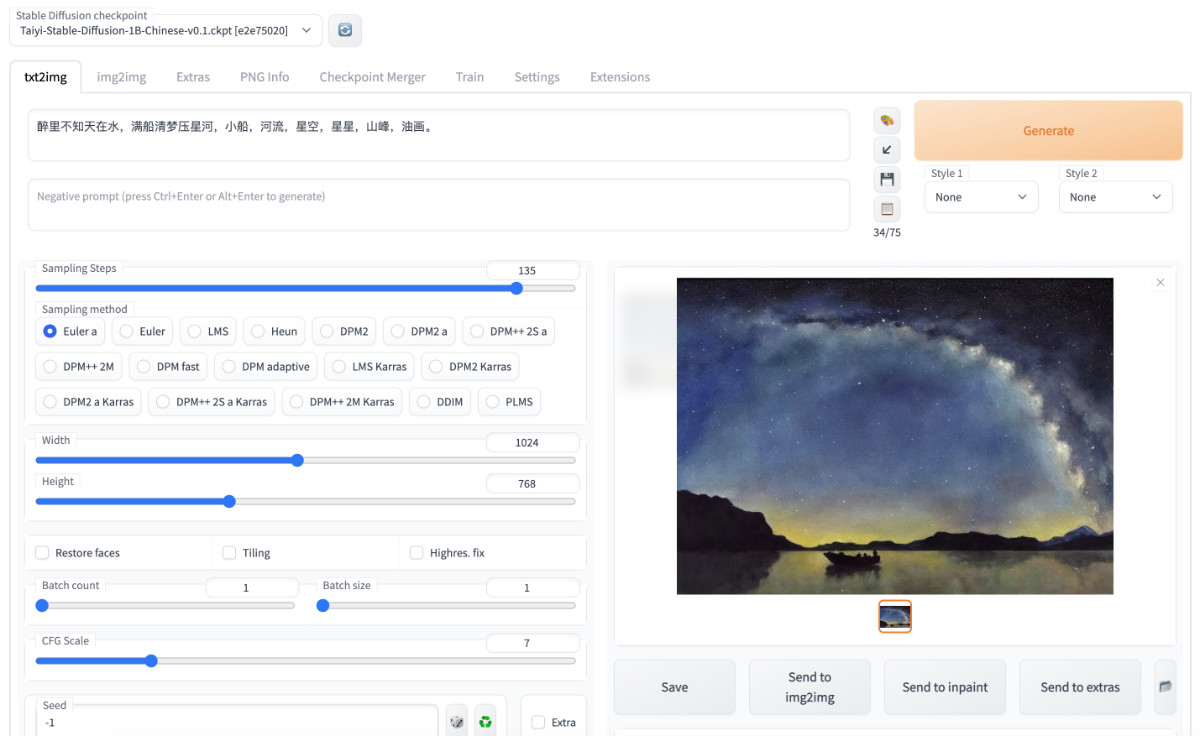 Stable Diffusion checkpoint
Taiyi-Stable-Diffusion-1B-Chinese-v0.1.ckpt [e2e75020]
txt2img img2img Extras PNG Info Checkpoint Merger Train Settings Extensions
醉里不知天在水，满船清梦压星河，小船，河流，星空，星星，山峰，油画。
Generate
Negative prompt (press Ctrl+Enter or Alt+Enter to generate)
Style 1 Style 2
None None
34/75
Sampling Steps 135
Sampling method
Euler a Euler LMS Heun DPM2 DPM2 a DPM++ 2S a
DPM++ 2M DPM fast DPM adaptive LMS Karras DPM2 Karras
DPM2 a Karras DPM++ 2S a Karras DPM++ 2M Karras DDIM PLMS
Width 1024
Height 768
Restore faces Tiling Highres. fix
Batch count 1 Batch size 1
CFG Scale 7
Seed
-1
Extra
Save Send to img2img Send to inpaint Send to extras